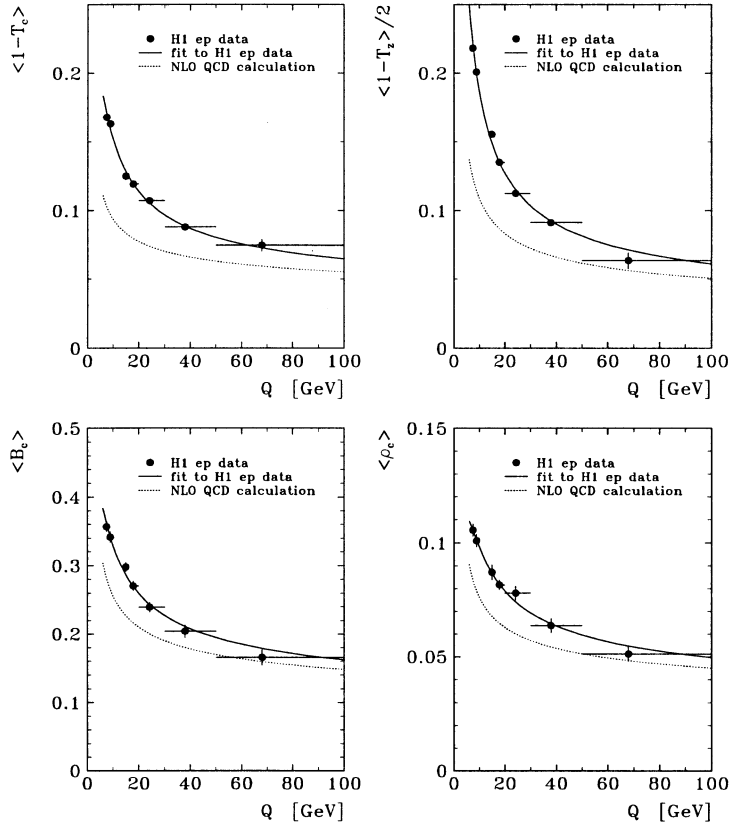 <1-T_c>
H1 ep data
fit to H1 ep data
NLO QCD calculation
0.2
0.1
0
0 20 40 60 80 100
Q [GeV]
<1-T_z>/2
H1 ep data
fit to H1 ep data
NLO QCD calculation
0.2
0.1
0
0 20 40 60 80 100
Q [GeV]
<B_c>
H1 ep data
fit to H1 ep data
NLO QCD calculation
0.5
0.4
0.3
0.2
0.1
0
0 20 40 60 80 100
Q [GeV]
<ρ_c>
H1 ep data
fit to H1 ep data
NLO QCD calculation
0.15
0.1
0.05
0
0 20 40 60 80 100
Q [GeV]